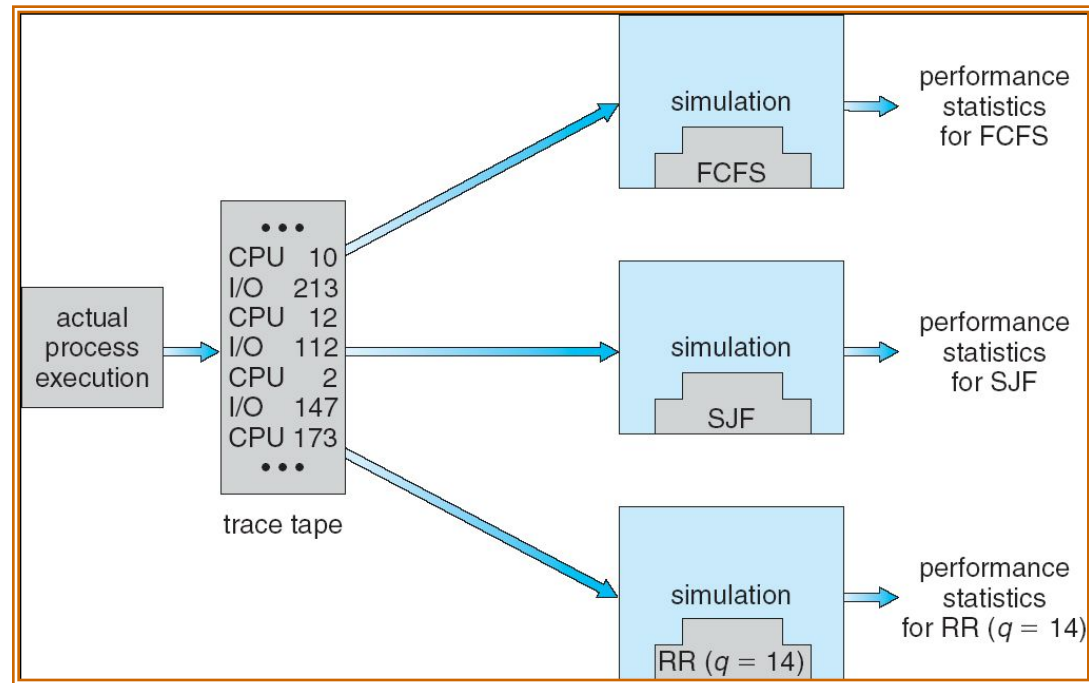 actual
process
execution
• • •
CPU 10
I/O 213
CPU 12
I/O 112
CPU 2
I/O 147
CPU 173
• • •
trace tape
simulation
FCFS
performance
statistics
for FCFS
simulation
SJF
performance
statistics
for SJF
simulation
RR (q = 14)
performance
statistics
for RR (q = 14)